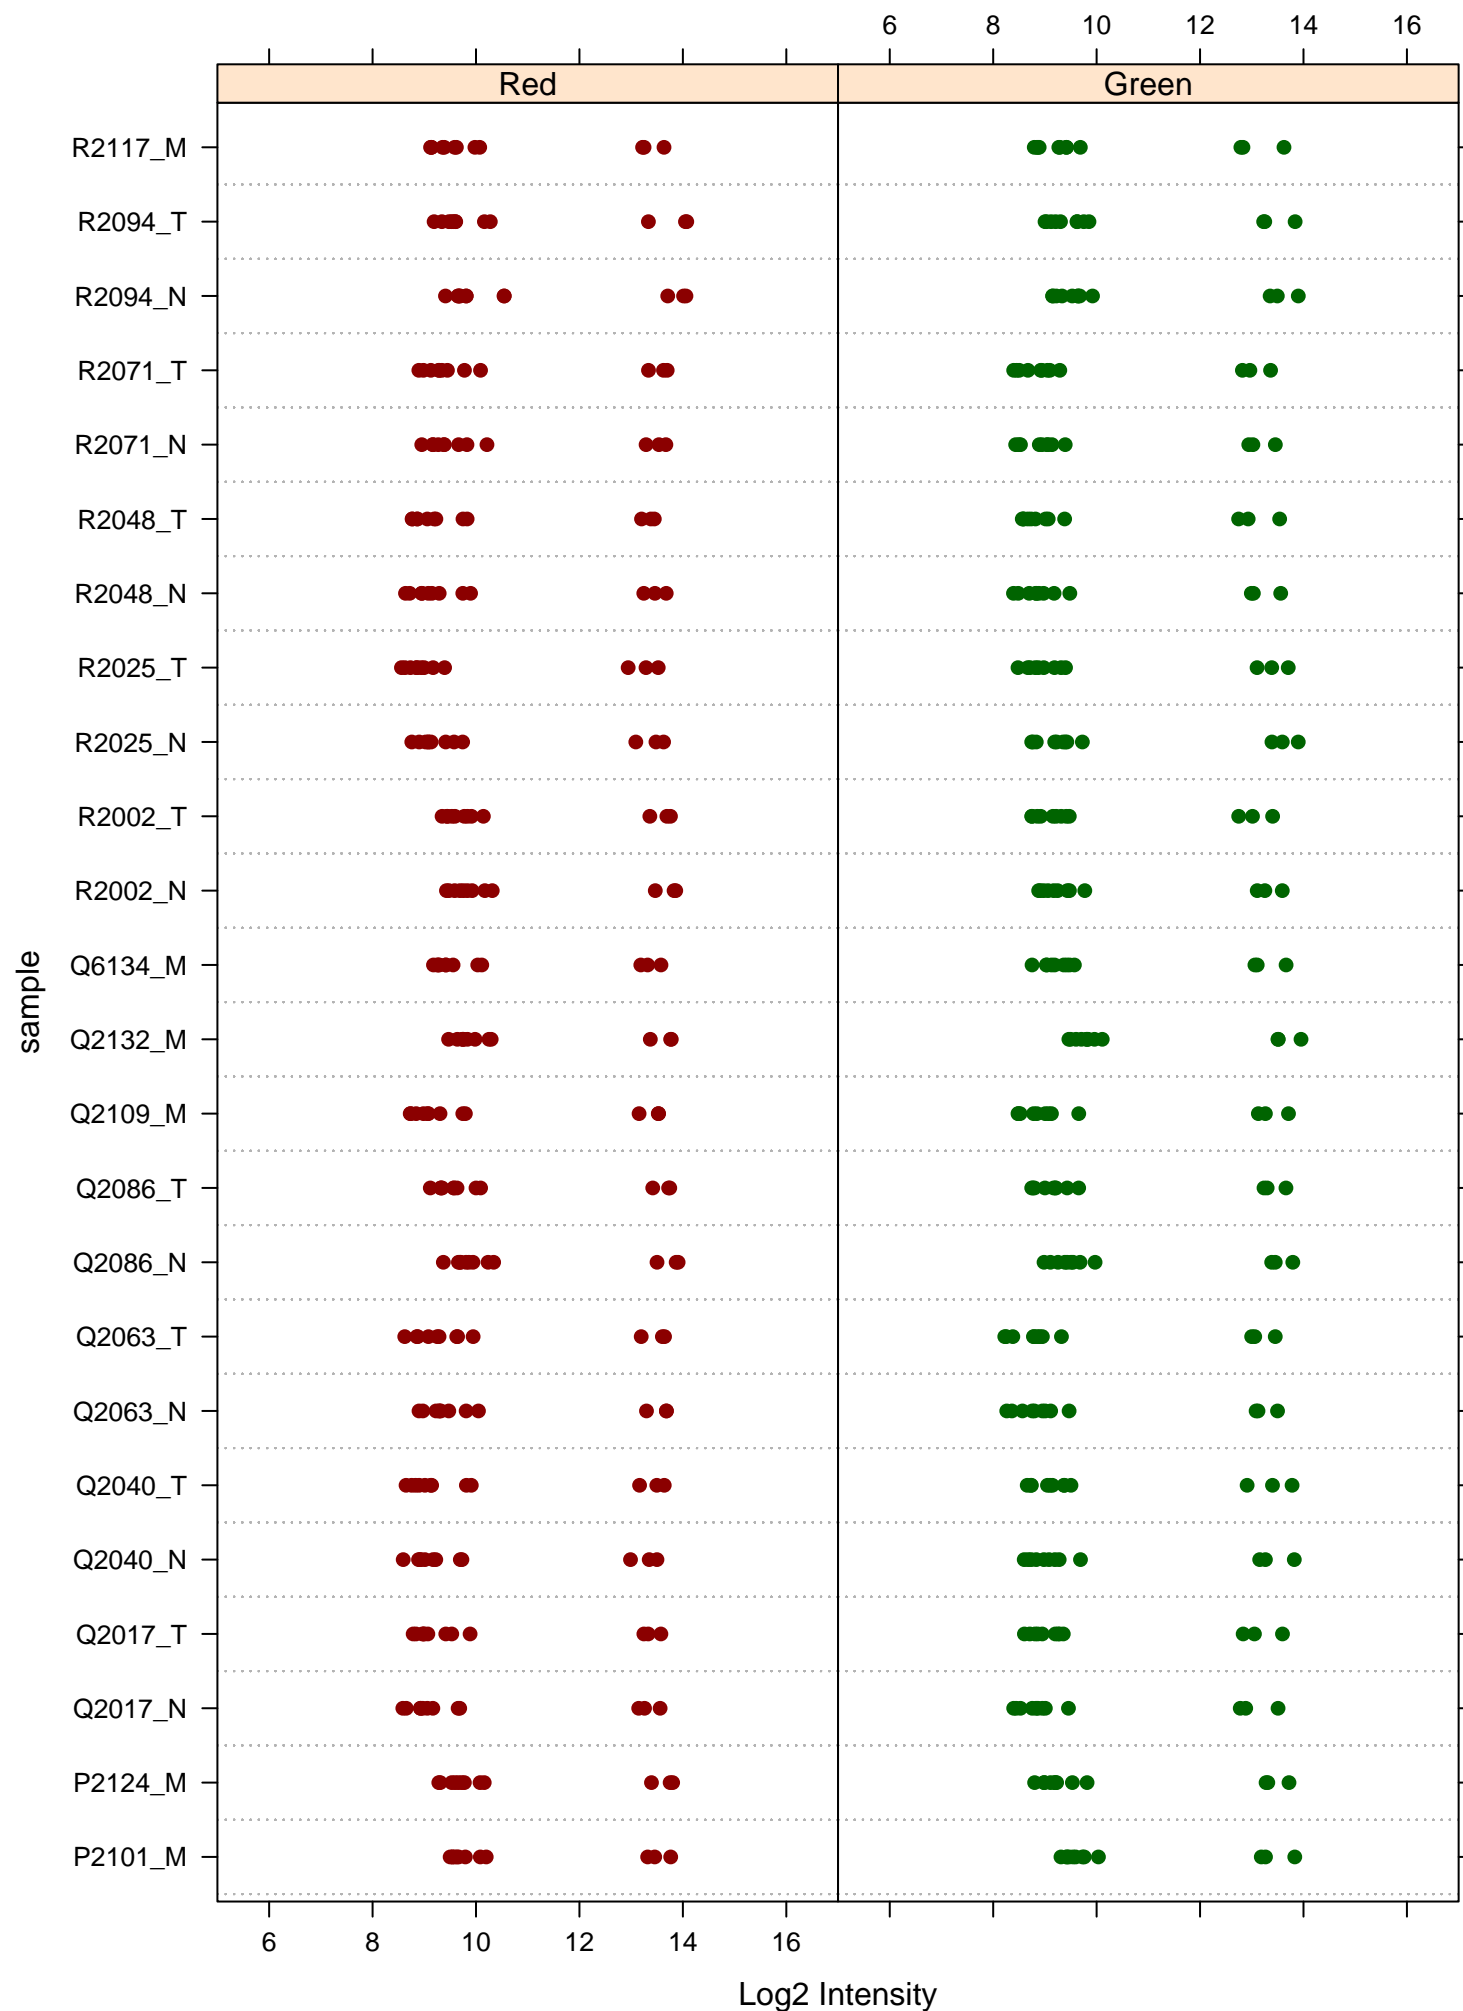 6 8 10 12 14 16
Red Green
R2117_M
R2094_T
R2094_N
R2071_T
R2071_N
R2048_T
R2048_N
R2025_T
R2025_N
R2002_T
R2002_N
Q6134_M
Q2132_M
Q2109_M
Q2086_T
Q2086_N
Q2063_T
Q2063_N
Q2040_T
Q2040_N
Q2017_T
Q2017_N
P2124_M
P2101_M
sample
6 8 10 12 14 16
Log2 Intensity